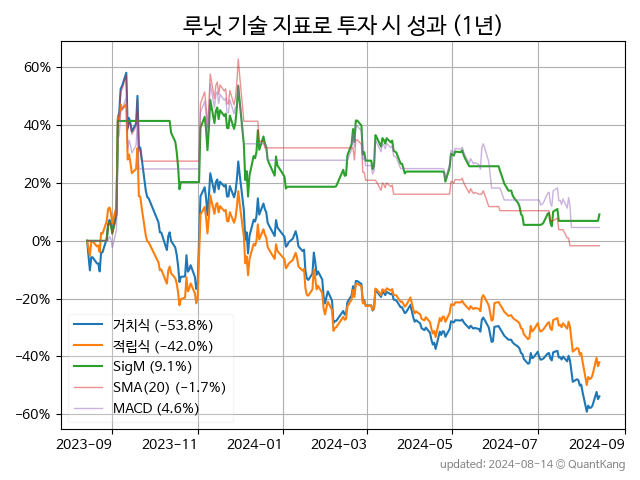 루닛 기술 지표로 투자 시 성과 (1년)
60%
40%
20%
0%
−20%
−40%
−60%
거치식 (−53.8%)
적립식 (−42.0%)
SigM (9.1%)
SMA(20) (−1.7%)
MACD (4.6%)
2023−09 2023−11 2024−01 2024−03 2024−05 2024−07 2024−09
updated: 2024−08−14 © QuantKang